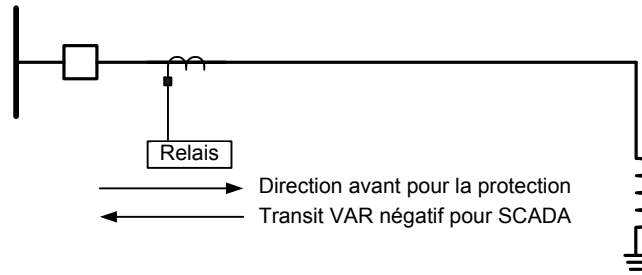 Relais
Direction avant pour la protection
Transit VAR négatif pour SCADA